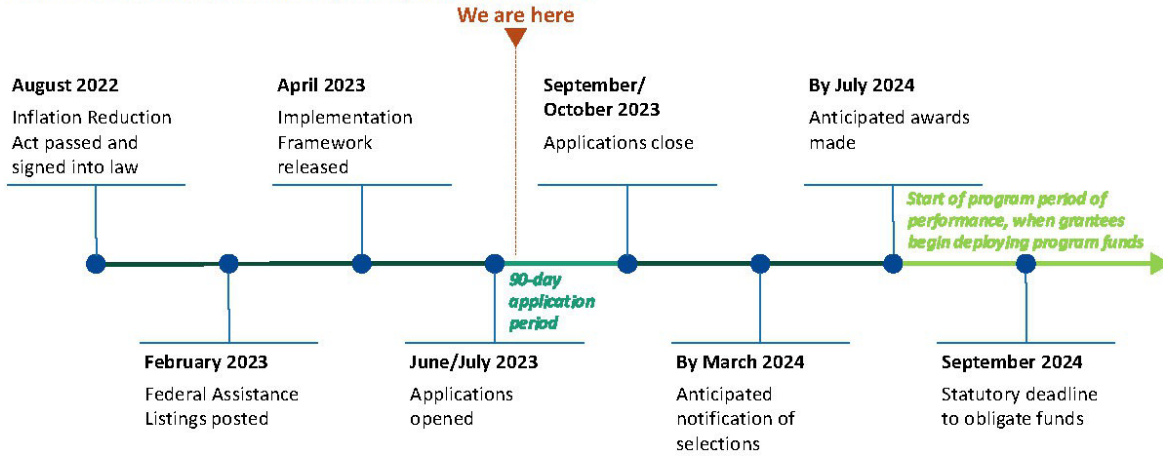 We are here
August 2022
Inflation Reduction
Act passed and
signed into law
April 2023
Implementation
Framework
released
September/
October 2023
Applications close
By July 2024
Anticipated awards
made
Start of program period of
performance, when grantees
begin deploying program funds
90-day
application
period
February 2023
Federal Assistance
Listings posted
June/July 2023
Applications
opened
By March 2024
Anticipated
notification of
selections
September 2024
Statutory deadline
to obligate funds